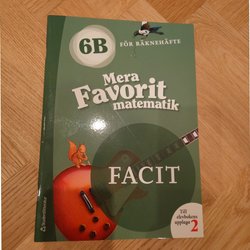 6B
FÖR RÄKNEHÄFTE
Mera
Favorit
matematik
FACIT
Till
elevbokens
upplaga 2